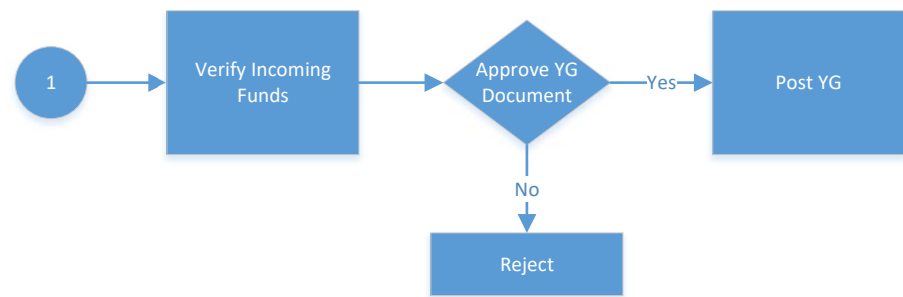 1
Verify Incoming
Funds
Approve YG
Document
Yes
Post YG
No
Reject